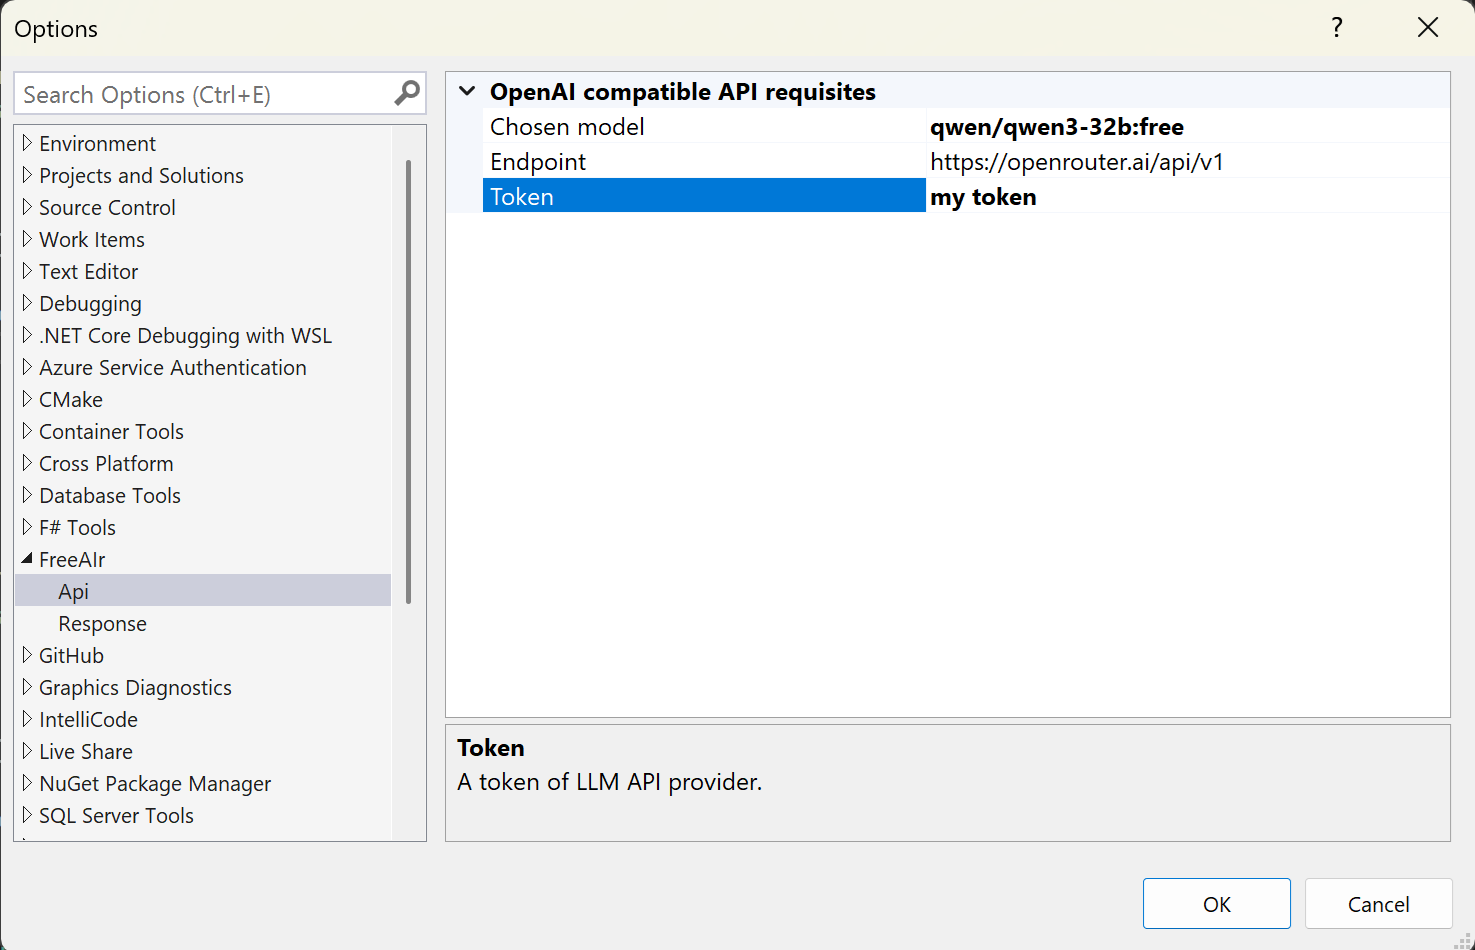 Options
?
Search Options (Ctrl+E)
Environment
Projects and Solutions
Source Control
Work Items
Text Editor
Debugging
.NET Core Debugging with WSL
Azure Service Authentication
CMake
Container Tools
Cross Platform
Database Tools
F# Tools
FreeAIr
Api
Response
GitHub
Graphics Diagnostics
IntelliCode
Live Share
NuGet Package Manager
SQL Server Tools
OpenAI compatible API requisites
Chosen model qwen/qwen3-32b:free
Endpoint https://openrouter.ai/api/v1
Token my token
Token
A token of LLM API provider.
OK Cancel